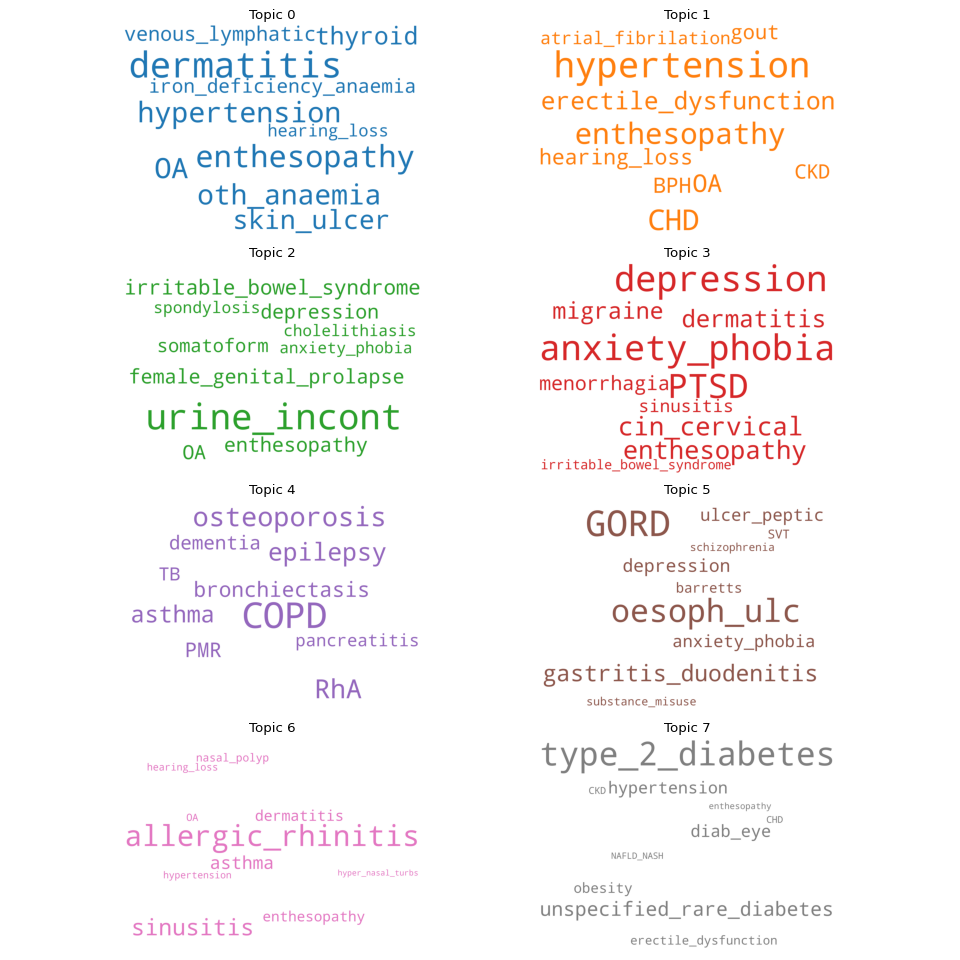 Topic 0
venous_lymphatic thyroid
dermatitis
iron_deficiency_anaemia
hypertension
hearing_loss
OA enthesopathy
oth_anaemia
skin_ulcer
Topic 1
atrial_fibrilation gout
hypertension
erectile_dysfunction
enthesopathy
hearing_loss
CKD
BPH OA
CHD
Topic 2
irritable_bowel_syndrome
spondylosis depression
cholelithiasis
somatoform anxiety_phobia
female_genital_prolapse
urine_incont
OA enthesopathy
Topic 3
depression
migraine dermatitis
anxiety_phobia
menorrhagia PTSD
sinusitis
cin_cervical
enthesopathy
irritable_bowel_syndrome
Topic 4
osteoporosis
dementia epilepsy
TB
bronchiectasis
asthma COPD
pancreatitis
PMR
RhA
Topic 5
GORD ulcer_peptic
SVT
schizophrenia
depression
barretts
oesoph_ulc
anxiety_phobia
gastritis_duodenitis
substance_misuse
Topic 6
nasal_polyp
hearing_loss
OA dermatitis
allergic_rhinitis
asthma
hypertension hyper_nasal_turbs
sinusitis enthesopathy
Topic 7
type_2_diabetes
CKD hypertension
enthesopathy
CHD
diab_eye
NAFLD_NASH
obesity
unspecified_rare_diabetes
erectile_dysfunction